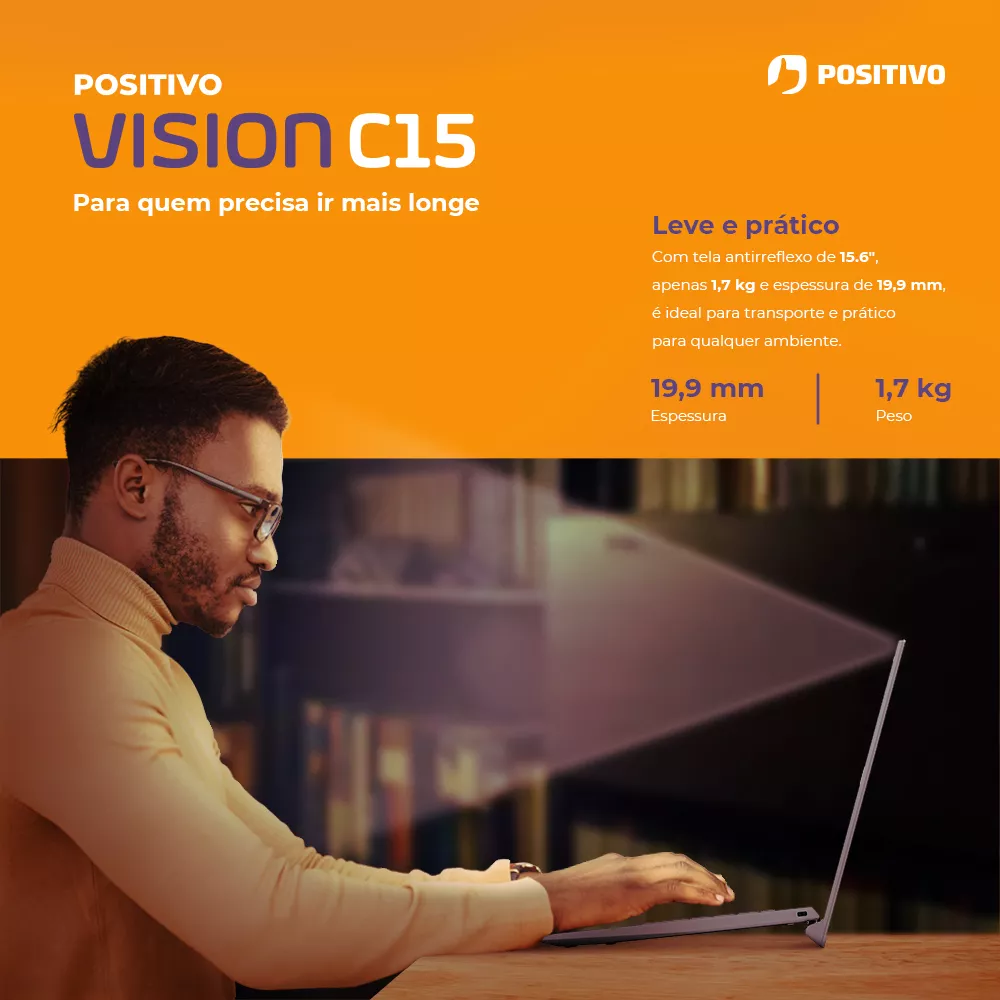 POSITIVO
VISION C15
Para quem precisa ir mais longe
POSITIVO
Leve e prático
Com tela antirreflexo de 15.6",
apenas 1,7 kg e espessura de 19,9 mm,
é ideal para transporte e prático
para qualquer ambiente.
19,9 mm
Espessura
1,7 kg
Peso